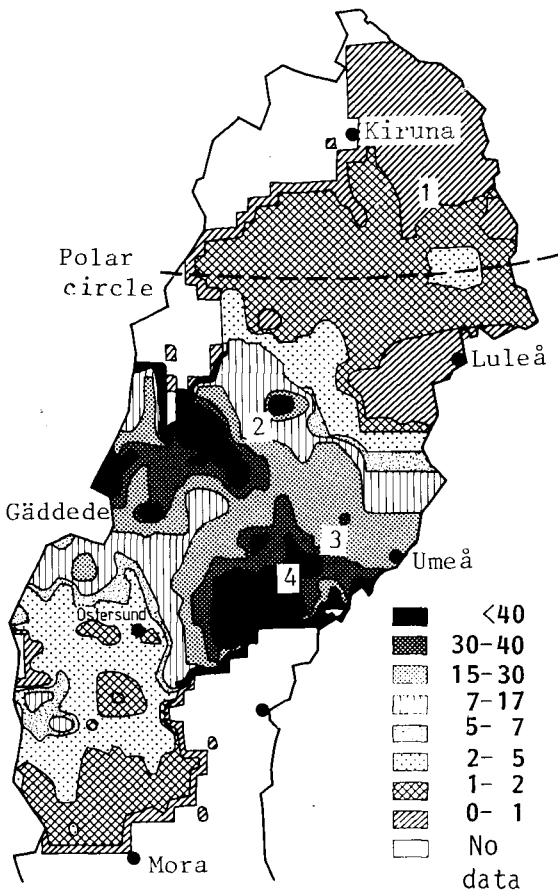 Kiruna
1
Polar
circle
Luleå
2
Gäddede
3
Umeå
4
Östersund
<40
30-40
15-30
7-17
5- 7
2- 5
1- 2
0- 1
No
data
Mora